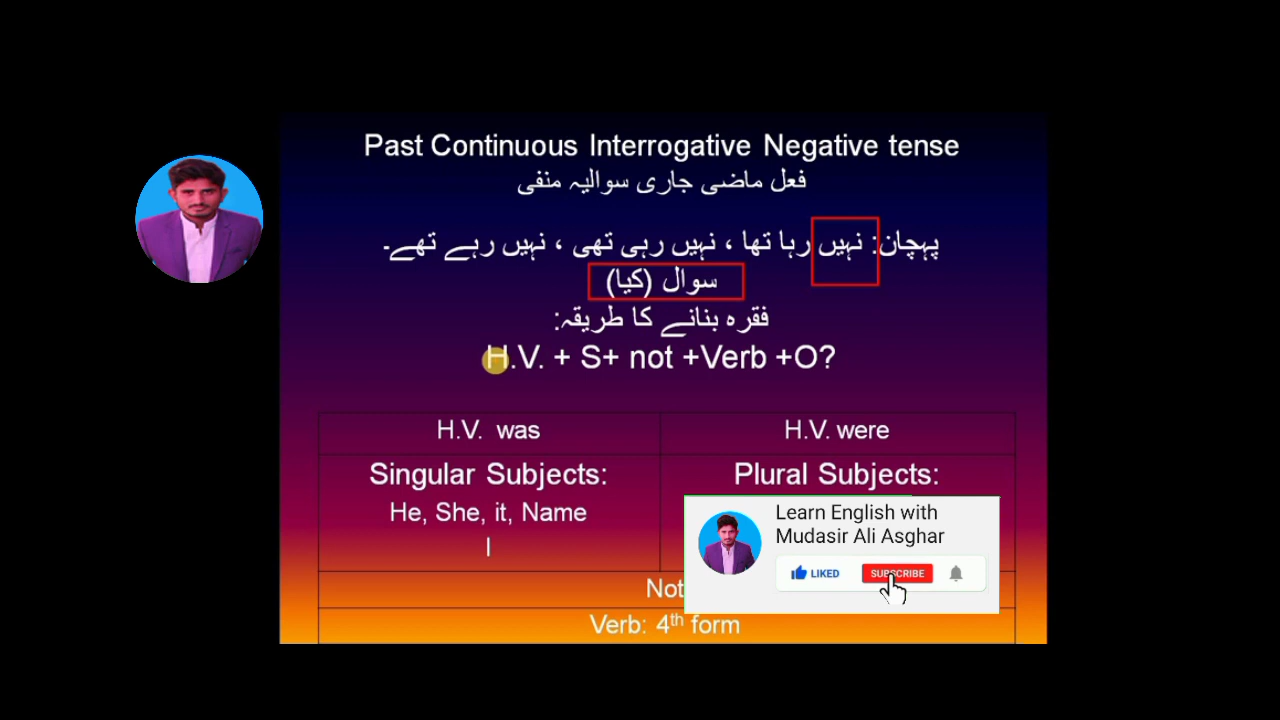 Past Continuous Interrogative Negative tense
فعل ماضی جاری سوالیہ منفی
پہچان: نہیں رہا تھا ، نہیں رہی تھی ، نہیں رہے تھے۔
سوال (کیا)
فقرہ بنانے کا طریقہ:
H.V. + S+ not +Verb +O?
H.V. was
H.V. were
Singular Subjects:
Plural Subjects:
He, She, it, Name
I
Learn English with
Mudasir Ali Asghar
LIKED
SUBSCRIBE
Not
Verb: 4th form